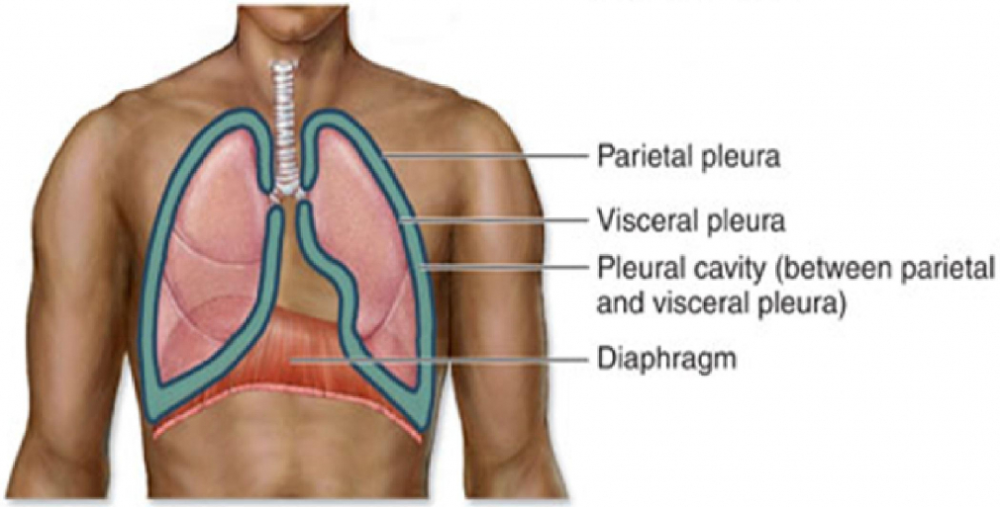 Parietal pleura
Visceral pleura
Pleural cavity (between parietal
and visceral pleura)
Diaphragm